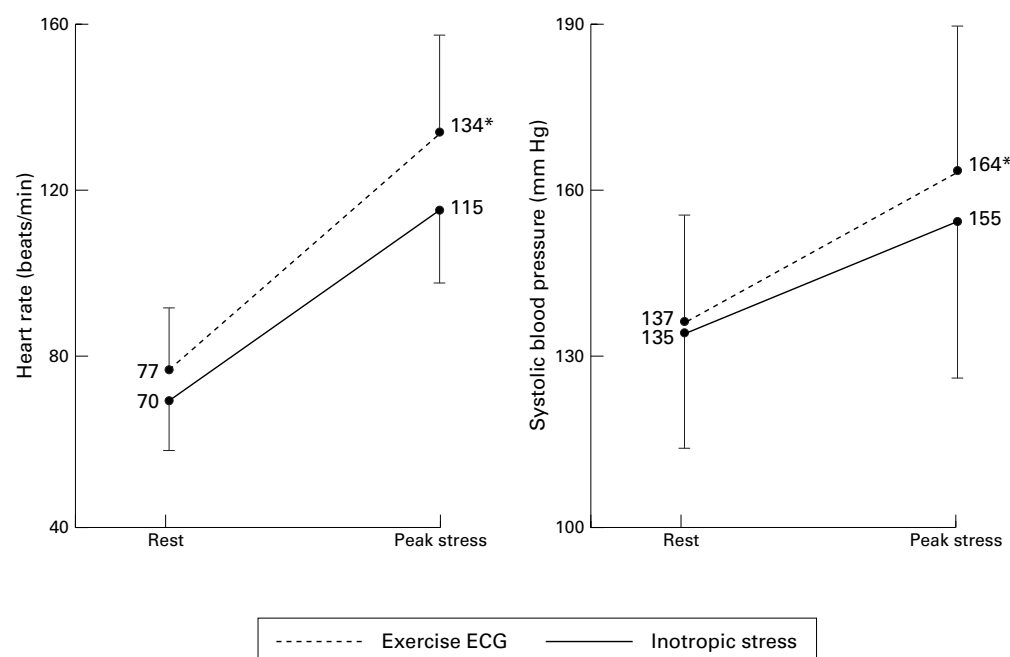 Heart rate (beats/min)
160
120
80
40
134*
115
77
70
Rest
Peak stress
Systolic blood pressure (mm Hg)
190
160
130
100
164*
155
137
135
Rest
Peak stress
Exercise ECG
Inotropic stress